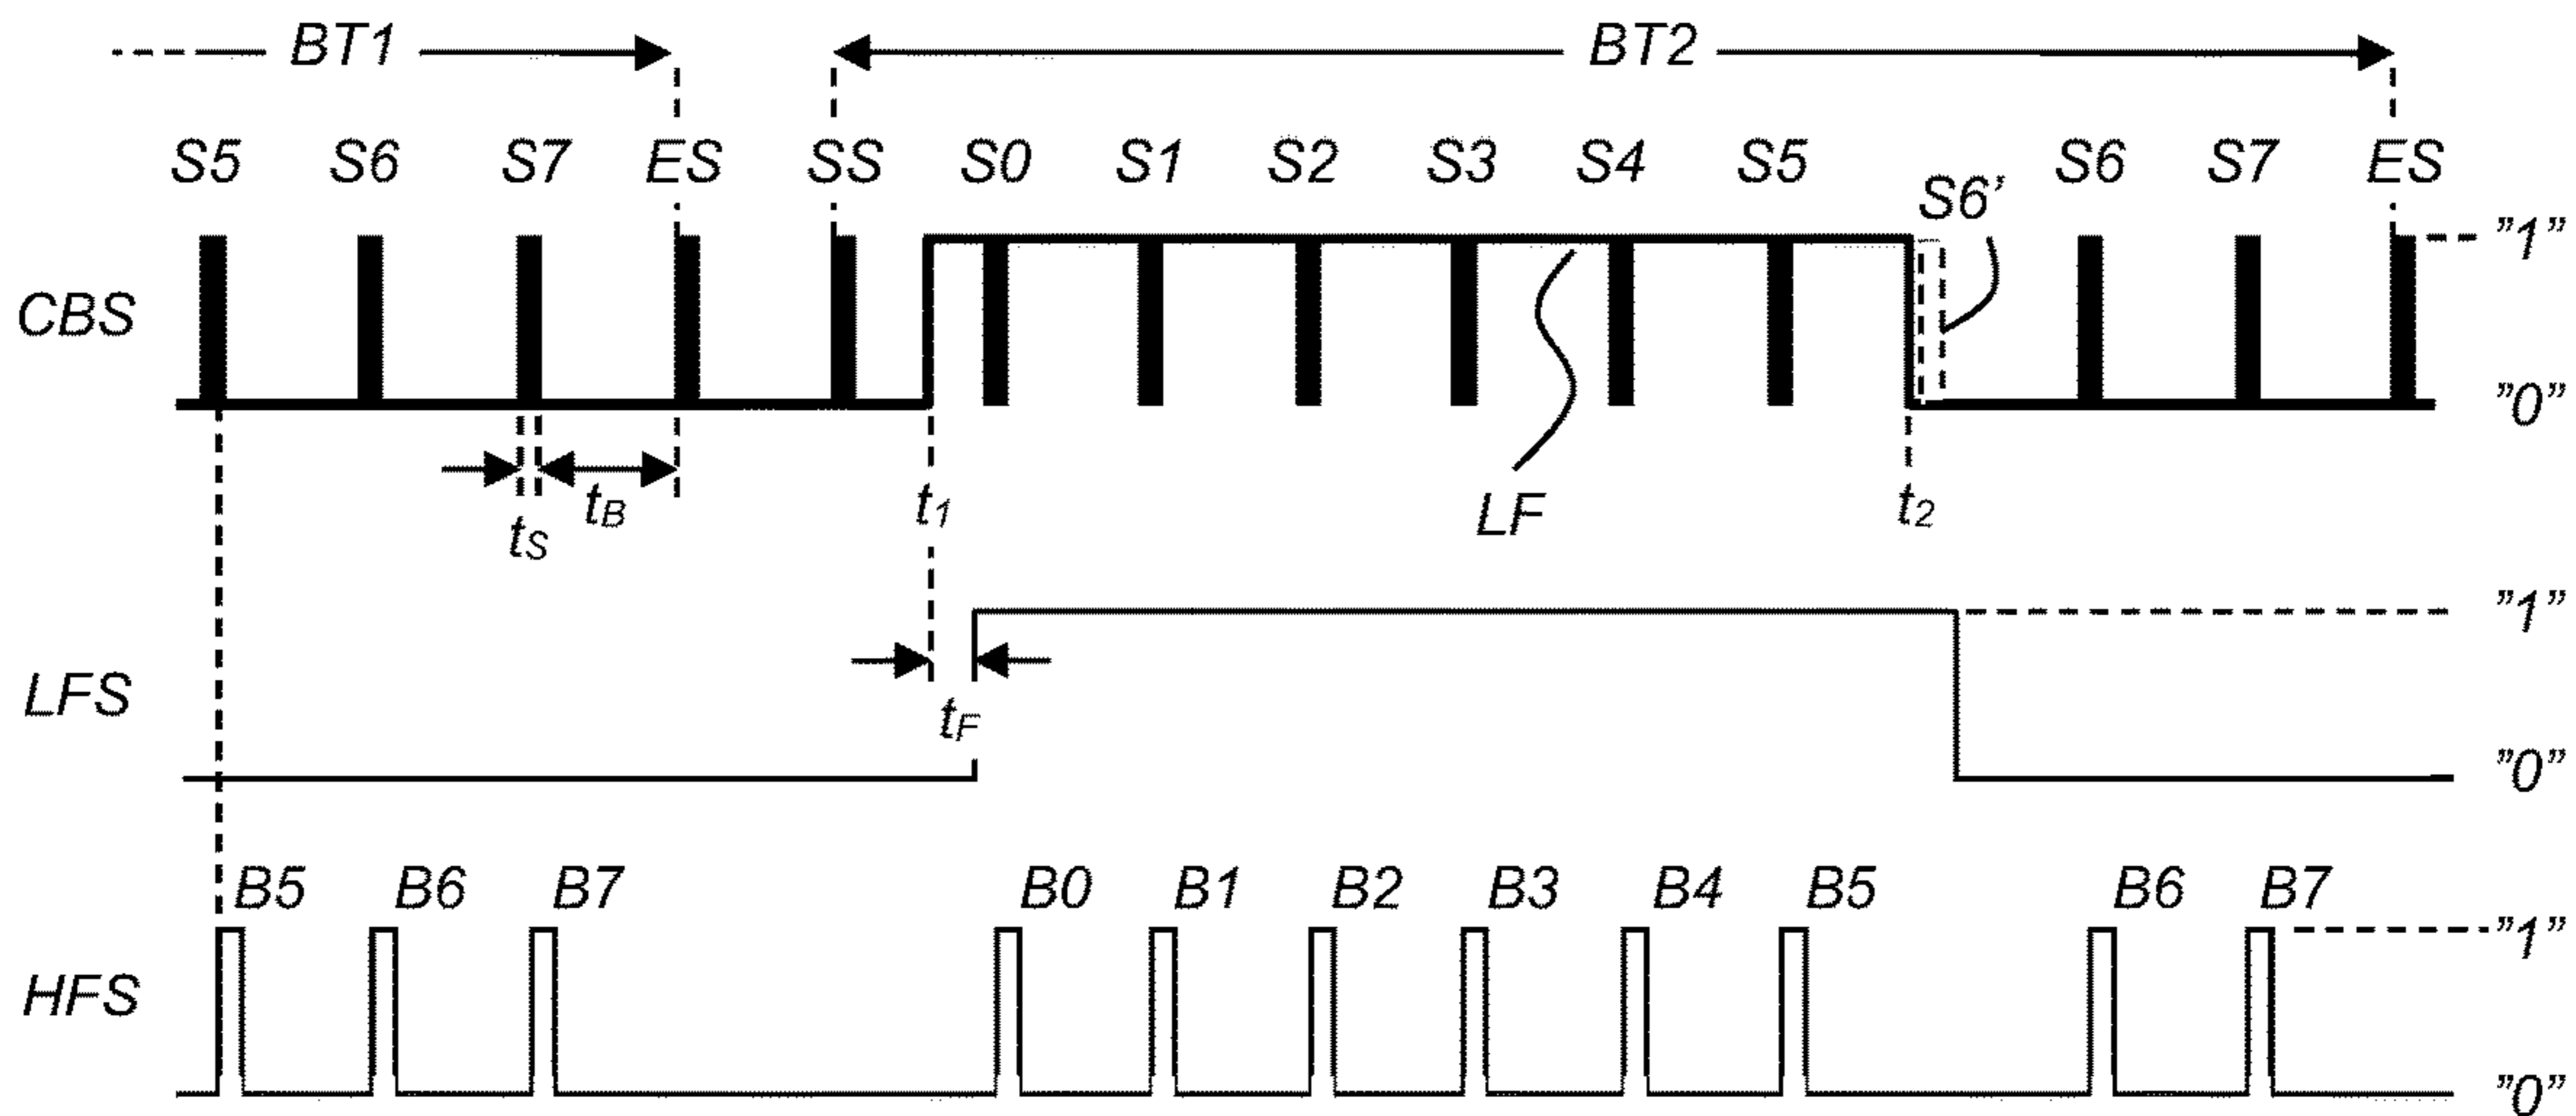 BT1 BT2
S5 S6 S7 ES SS S0 S1 S2 S3 S4 S5 S6' S6 S7 ES
"1"
CBS
"0"
tS tB t1 LF t2
"1"
LFS
tF
"0"
B5 B6 B7 B0 B1 B2 B3 B4 B5 B6 B7
"1"
HFS
"0"